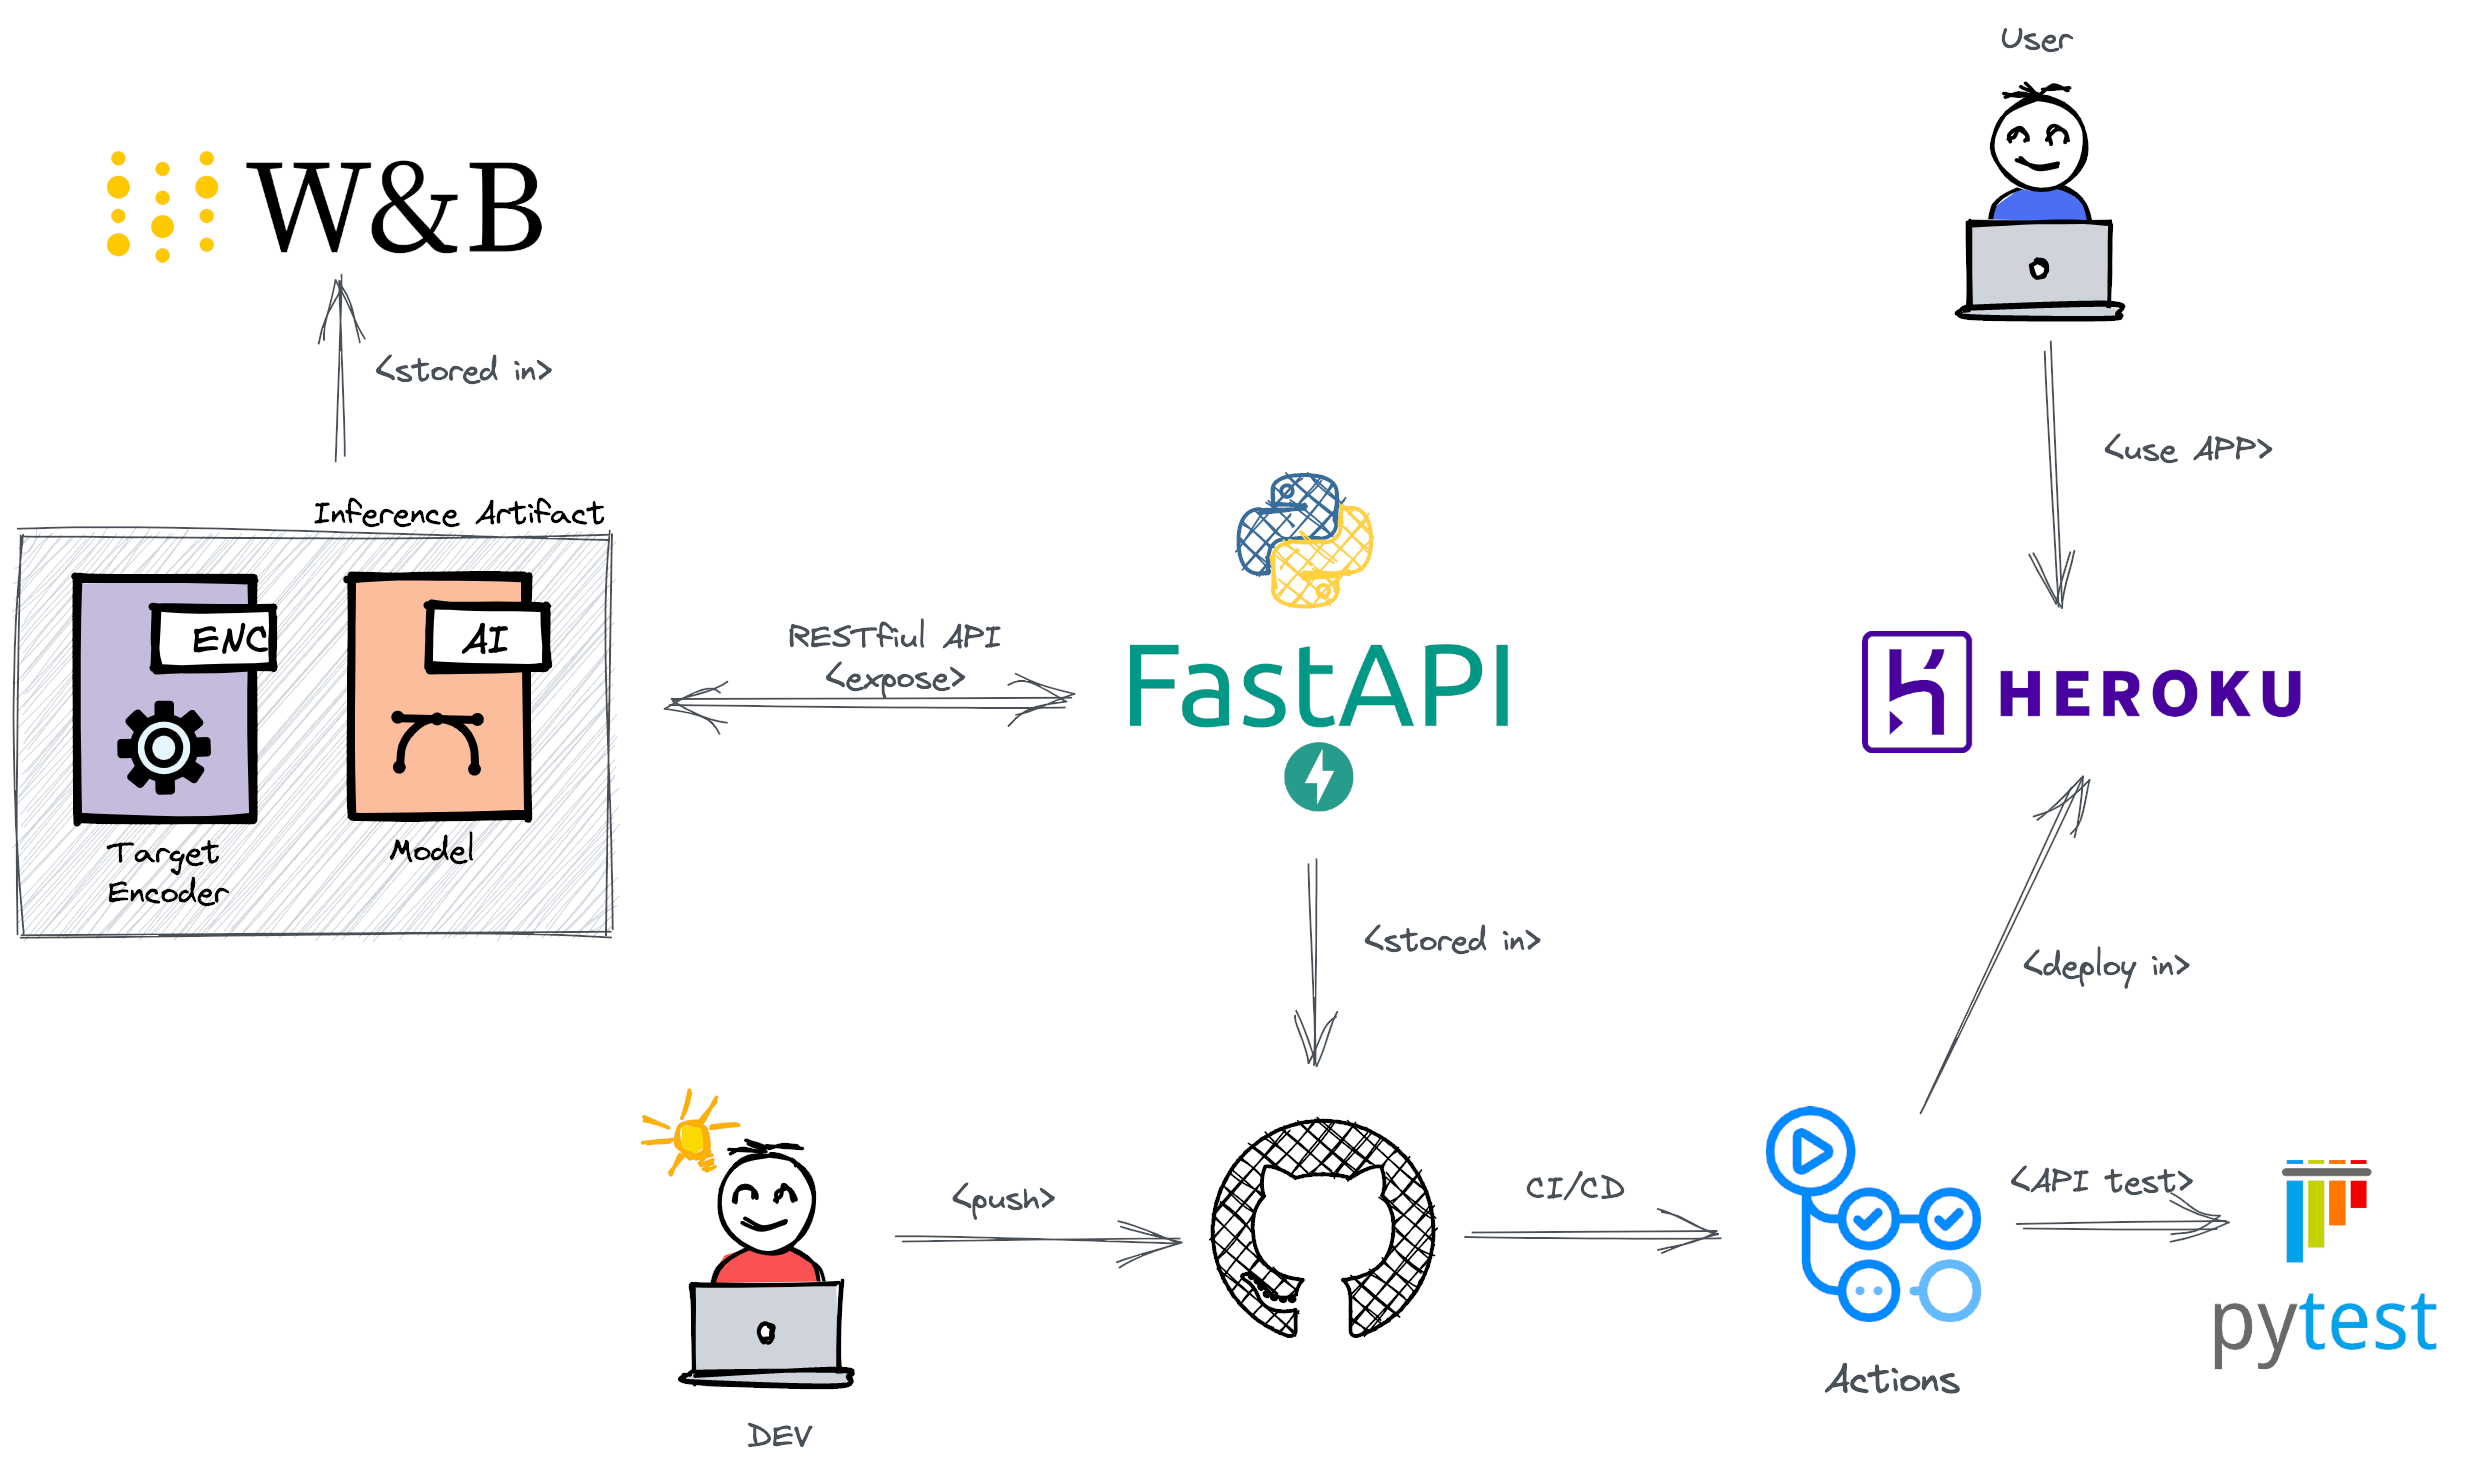 User
W&B
<stored in>
<use APP>
Inference Artifact
ENC
AI
Target
Encoder
Model
RESTful API
<expose>
FastAPI
HEROKU
<stored in>
<deploy in>
<push>
CI/CD
<API test>
pytest
Actions
DEV